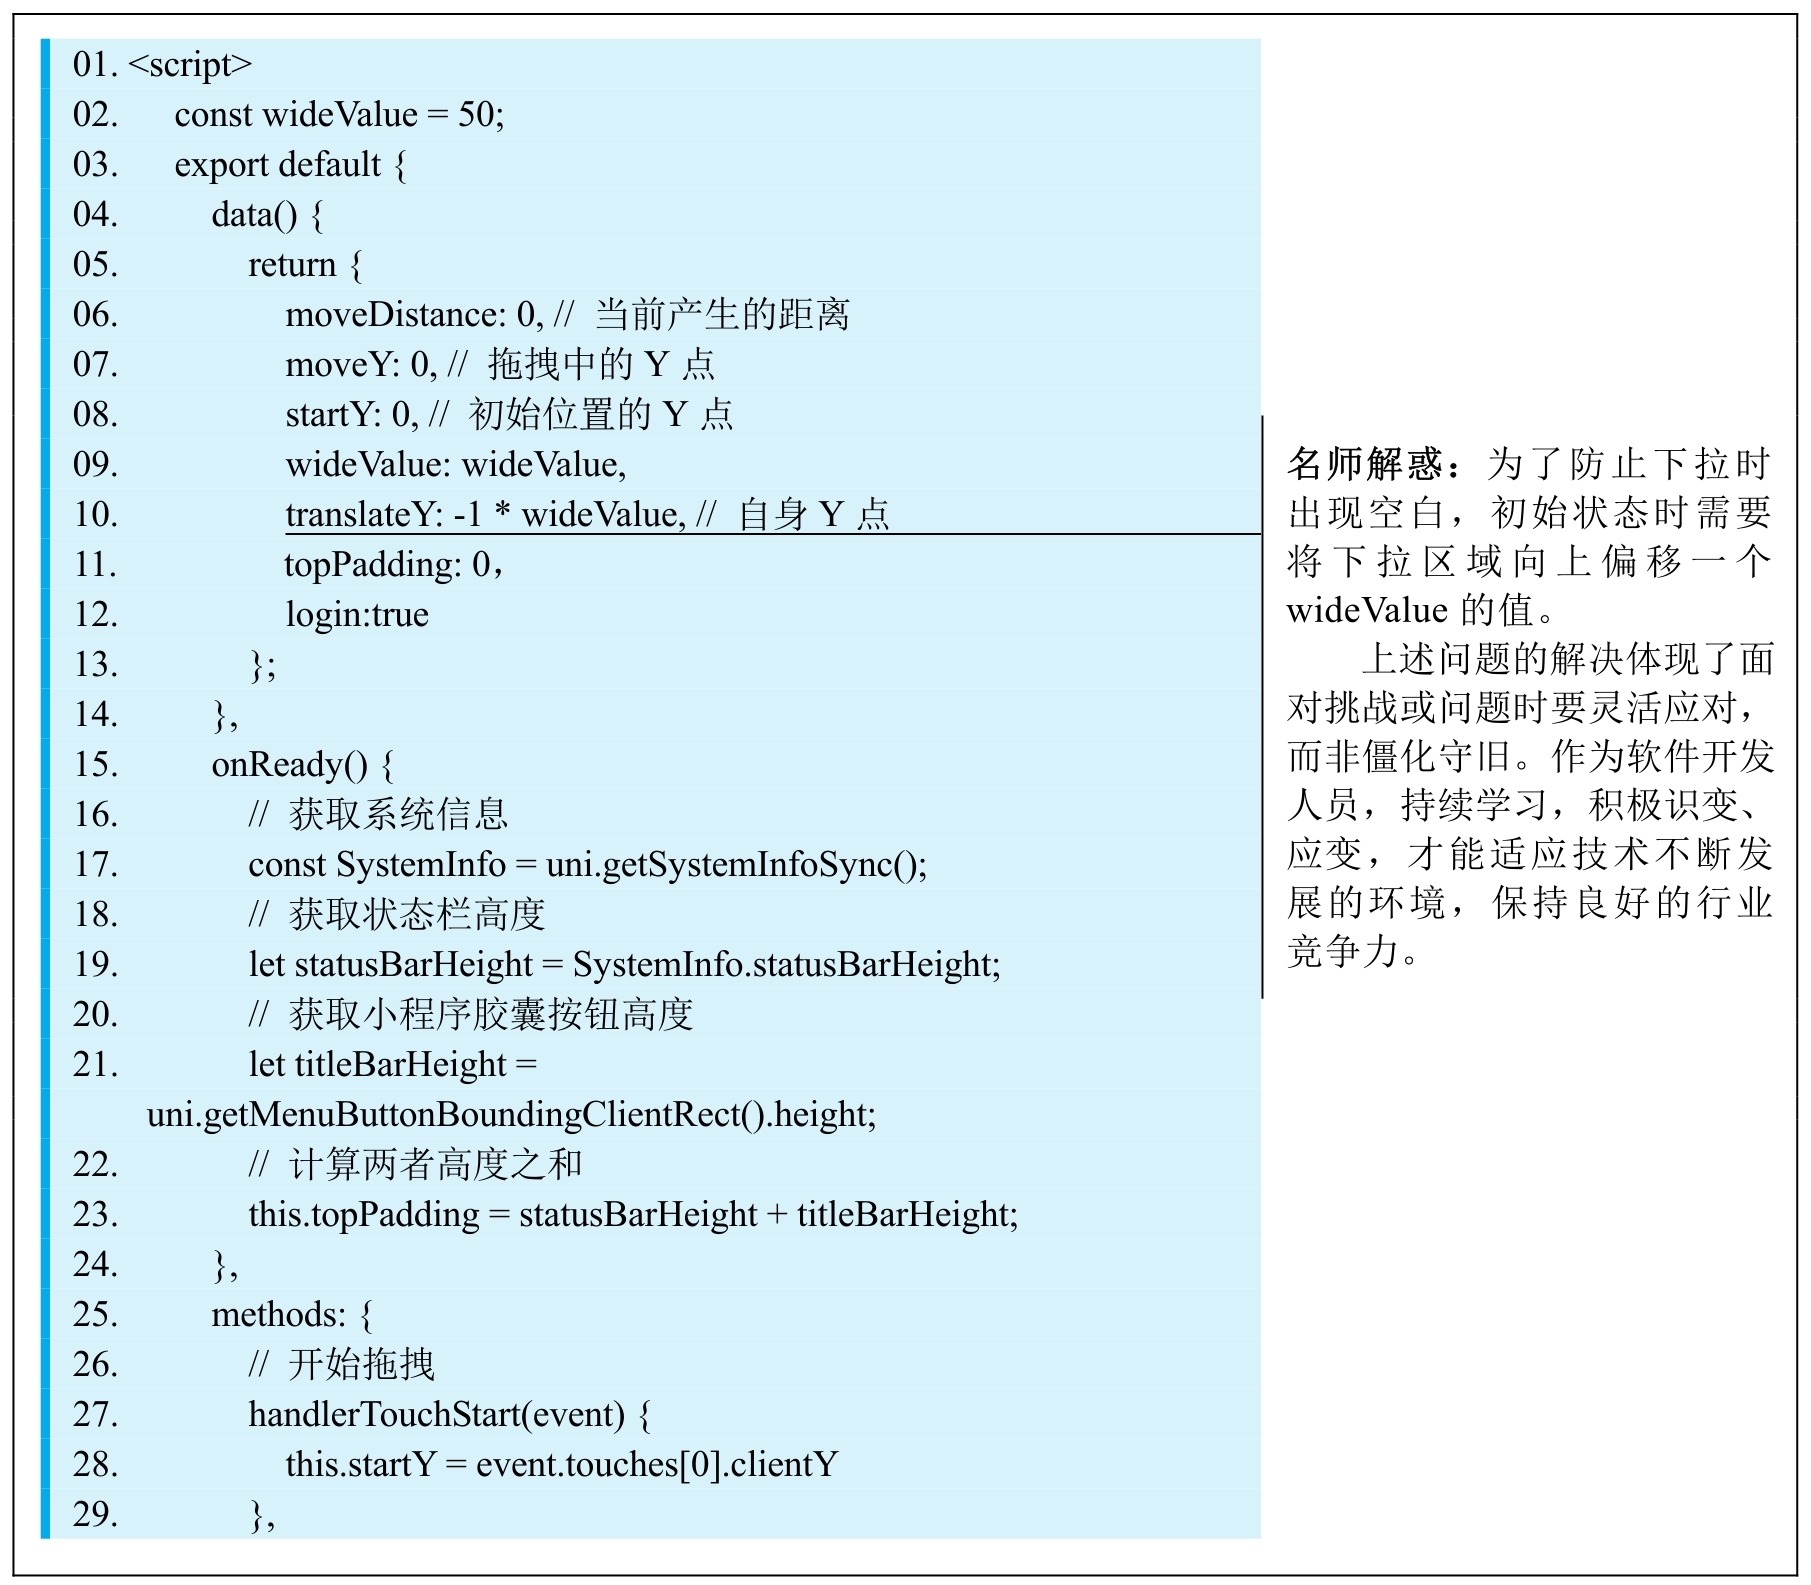 01. <script>
02. const wideValue = 50;
03. export default {
04. data() {
05. return {
06. moveDistance: 0, // 当前产生的距离
07. moveY: 0, // 拖拽中的 Y 点
08. startY: 0, // 初始位置的 Y 点
09. wideValue: wideValue,
10. translateY: -1 * wideValue, // 自身 Y 点
11. topPadding: 0，
12. login:true
13. };
14. },
15. onReady() {
16. // 获取系统信息
17. const SystemInfo = uni.getSystemInfoSync();
18. // 获取状态栏高度
19. let statusBarHeight = SystemInfo.statusBarHeight;
20. // 获取小程序胶囊按钮高度
21. let titleBarHeight =
uni.getMenuButtonBoundingClientRect().height;
22. // 计算两者高度之和
23. this.topPadding = statusBarHeight + titleBarHeight;
24. },
25. methods: {
26. // 开始拖拽
27. handlerTouchStart(event) {
28. this.startY = event.touches[0].clientY
29. },
名师解惑：为了防止下拉时
出现空白，初始状态时需要
将下拉区域向上偏移一个
wideValue 的值。
上述问题的解决体现了面
对挑战或问题时要灵活应对，
而非僵化守旧。作为软件开发
人员，持续学习，积极识变、
应变，才能适应技术不断发
展的环境，保持良好的行业
竞争力。